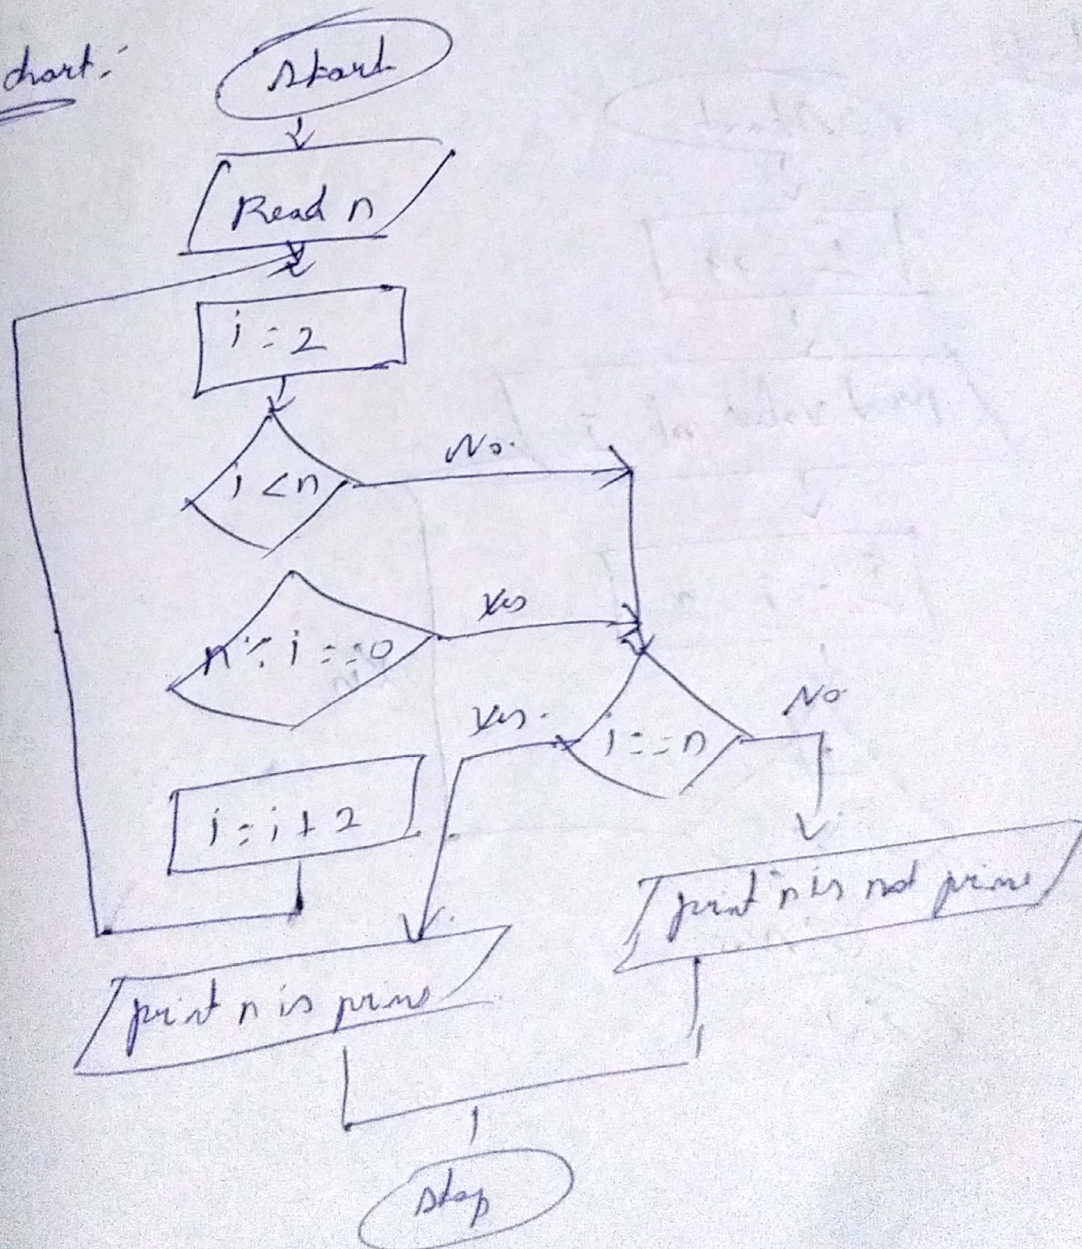 chart:
Start
Read n
i = 2
i < n
No.
n % i == 0
Yes
i == n
Yes.
No
i = i + 2
print n is not prime
print n is prime
Stop